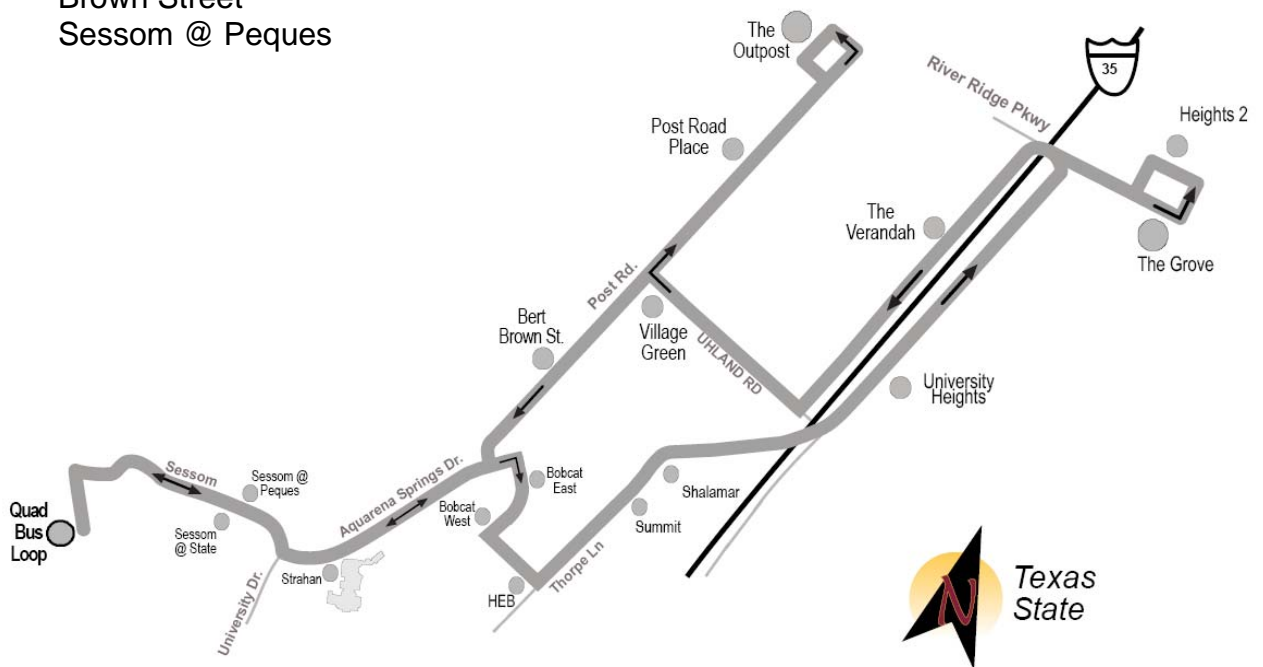 Brown Street
Sessom @ Peques
The
Outpost
35
River Ridge Pkwy
Heights 2
Post Road
Place
The
Verandah
The Grove
Post Rd.
Bert
Brown St.
Village
Green
UHLAND RD
University
Heights
Sessom
Sessom @
Peques
Aquarena Springs Dr.
Bobcat
East
Shalamar
Quad
Bus
Loop
Sessom
@ State
Bobcat
West
Summit
Strahan
University Dr.
HEB
Thorpe Ln
N
Texas
State